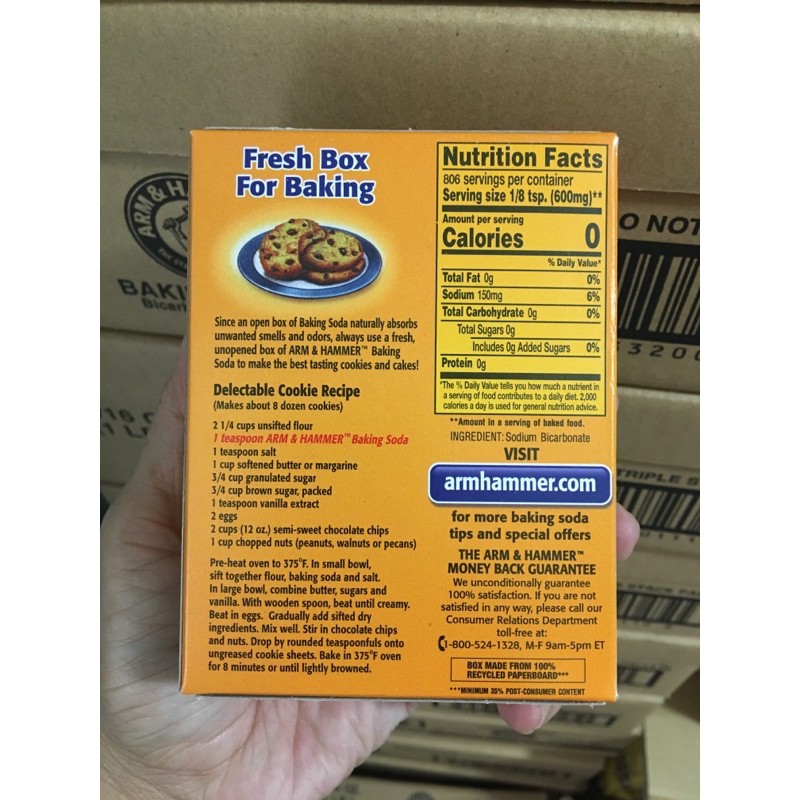 Fresh Box
For Baking
Since an open box of Baking Soda naturally absorbs
unwanted smells and odors, always use a fresh,
unopened box of ARM & HAMMER™ Baking
Soda to make the best tasting cookies and cakes!
Delectable Cookie Recipe
(Makes about 8 dozen cookies)
2 1/4 cups unsifted flour
1 teaspoon ARM & HAMMER™ Baking Soda
1 teaspoon salt
1 cup softened butter or margarine
3/4 cup granulated sugar
3/4 cup brown sugar, packed
1 teaspoon vanilla extract
2 eggs
2 cups (12 oz.) semi-sweet chocolate chips
1 cup chopped nuts (peanuts, walnuts or pecans)
Pre-heat oven to 375°F. In small bowl,
sift together flour, baking soda and salt.
In large bowl, combine butter, sugars and
vanilla. With wooden spoon, beat until creamy.
Beat in eggs. Gradually add sifted dry
ingredients. Mix well. Stir in chocolate chips
and nuts. Drop by rounded teaspoonfuls onto
ungreased cookie sheets. Bake in 375°F oven
for 8 minutes or until lightly browned.
Nutrition Facts
806 servings per container
Serving size 1/8 tsp. (600mg)**
Amount per serving
Calories 0
% Daily Value*
Total Fat 0g 0%
Sodium 150mg 6%
Total Carbohydrate 0g 0%
Total Sugars 0g
Includes 0g Added Sugars 0%
Protein 0g
*The % Daily Value tells you how much a nutrient in
a serving of food contributes to a daily diet. 2,000
calories a day is used for general nutrition advice.
**Amount in a serving of baking food.
INGREDIENT: Sodium Bicarbonate
VISIT
armhammer.com
for more baking soda
tips and special offers
THE ARM & HAMMER™
MONEY BACK GUARANTEE
We unconditionally guarantee
100% satisfaction. If you are not
satisfied in any way, please call our
Consumer Relations Department
toll-free at:
1-800-524-1328, M-F 9am-5pm ET
BOX MADE FROM 100%
RECYCLED PAPERBOARD***
***MINIMUM 35% POST-CONSUMER CONTENT
ARM & H
BAKI
Bicar
O NOT
3 2 0 0
TRIPLE S